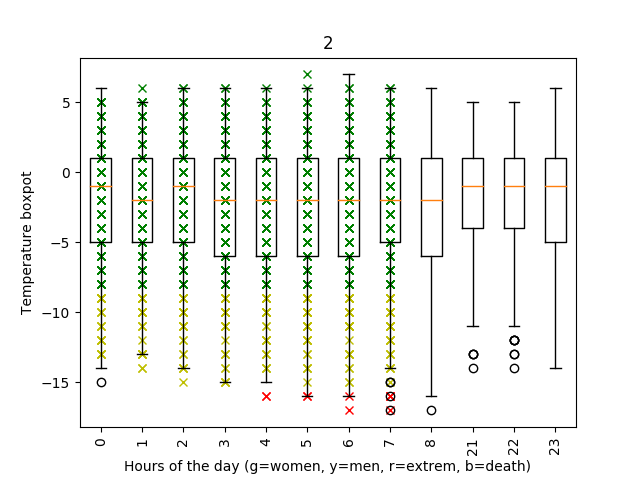 2
Temperature boxpot
5
0
−5
−10
−15
0 1 2 3 4 5 6 7 8 21 22 23
Hours of the day (g=women, y=men, r=extrem, b=death)